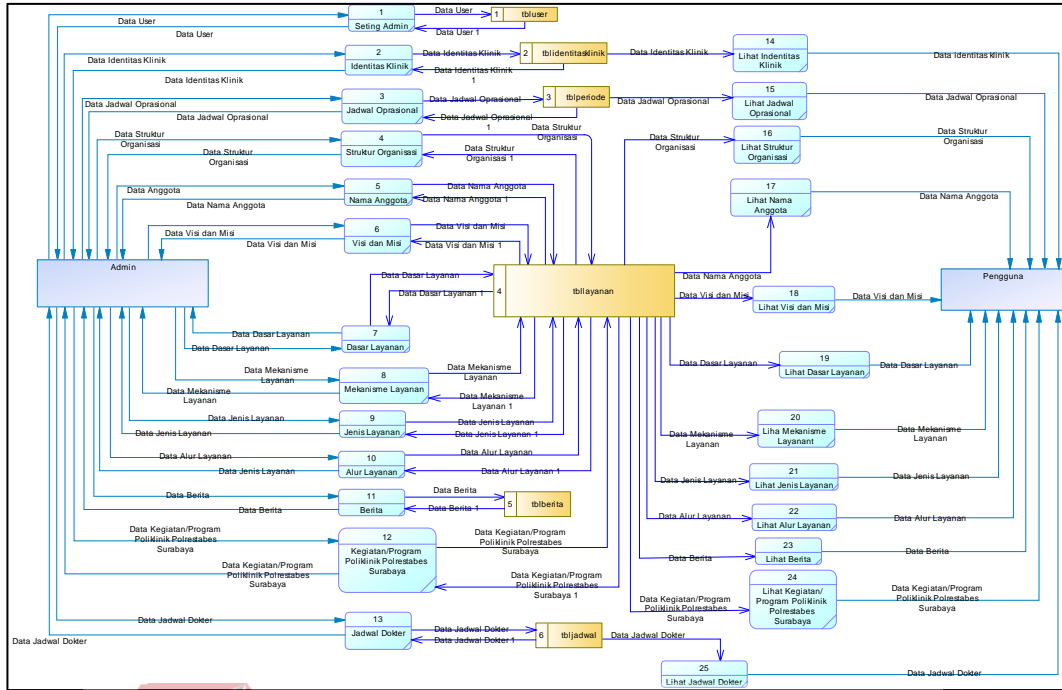 Data User
1
Seting Admin
Data User
1
tbluser
Data User
Data User 1
Data Identitas Klinik
2
Identitas Klinik
Data Identitas Klinik
2
tblidentitasklinik
Data Identitas Klinik
14
Lihat Indentitas
Klinik
Data identitas klinik
Data Identitas Klinik
Data Identitas Klinik
1
Data Jadwal Oprasional
3
Jadwal Oprasional
Data Jadwal Oprasional
3
tblperiode
Data Jadwal Oprasional
15
Lihat Jadwal
Oprasional
Data Jadwal Oprasional
Data Jadwal Oprasional
Data Jadwal Oprasional
1
Data Struktur
Organisasi
4
Struktur Organisasi
Data Struktur
Organisasi
Data Struktur
Organisasi
16
Lihat Struktur
Organisasi
Data Struktur
Organisasi
Data Struktur
Organisasi
Data Struktur
Organisasi 1
Data Anggota
5
Nama Anggota
Data Nama Anggota
17
Lihat Nama
Anggota
Data Nama Anggota
Data Nama Anggota
Data Nama Anggota 1
Data Visi dan Misi
6
Visi dan Misi
Data Visi dan Misi
Data Visi dan Misi
Data Visi dan Misi 1
Admin
Data Dasar Layanan
4
tbllayanan
Data Nama Anggota
Pengguna
Data Dasar Layanan 1
Data Visi dan Misi
18
Lihat Visi dan Misi
Data Visi dan Misi
Data Dasar Layanan
7
Dasar Layanan
Data Dasar Layanan
Data Dasar Layanan
19
Lihat Dasar Layanan
Data Dasar Layanan
Data Mekanisme
Layanan
8
Mekanisme Layanan
Data Mekanisme
Layanan
Data Mekanisme
Layanan
Data Mekanisme
Layanan 1
Data Jenis Layanan
9
Jenis Layanan
Data Jenis Layanan
Data Jenis Layanan
Data Jenis Layanan 1
Data Mekanisme
Layanan
20
Liha Mekanisme
Layanant
Data Mekanisme
Layanan
Data Alur Layanan
10
Alur Layanan
Data Alur Layanan
Data Jenis Layanan
Data Alur Layanan 1
Data Jenis Layanan
21
Lihat Jenis Layanan
Data Jenis Layanan
Data Berita
11
Berita
Data Berita
5
tblberita
Data Berita
Data Berita 1
Data Alur Layanan
22
Lihat Alur Layanan
Data Alur Layanan
Data Kegiatan/Program
Poliklinik Polrestabes
Surabaya
12
Kegiatan/Program
Poliklinik Polrestabes
Surabaya
Data Kegiatan/Program
Poliklinik Polrestabes
Surabaya
Data Berita
23
Lihat Berita
Data Berita
Data Kegiatan/Program
Poliklinik Polrestabes
Surabaya
Data Kegiatan/Program
Poliklinik Polrestabes
Surabaya 1
Data Kegiatan/Program
Poliklinik Polrestabes
Surabaya
24
Lihat Kegiatan/
Program Poliklinik
Polrestabes
Surabaya
Data Kegiatan/Program
Poliklinik Polrestabes
Surabaya
Data Jadwal Dokter
13
Jadwal Dokter
Data Jadwal Dokter
6
tbljadwal
Data Jadwal Dokter
Data Jadwal Dokter
Data Jadwal Dokter 1
25
Lihat Jadwal Dokter
Data Jadwal Dokter